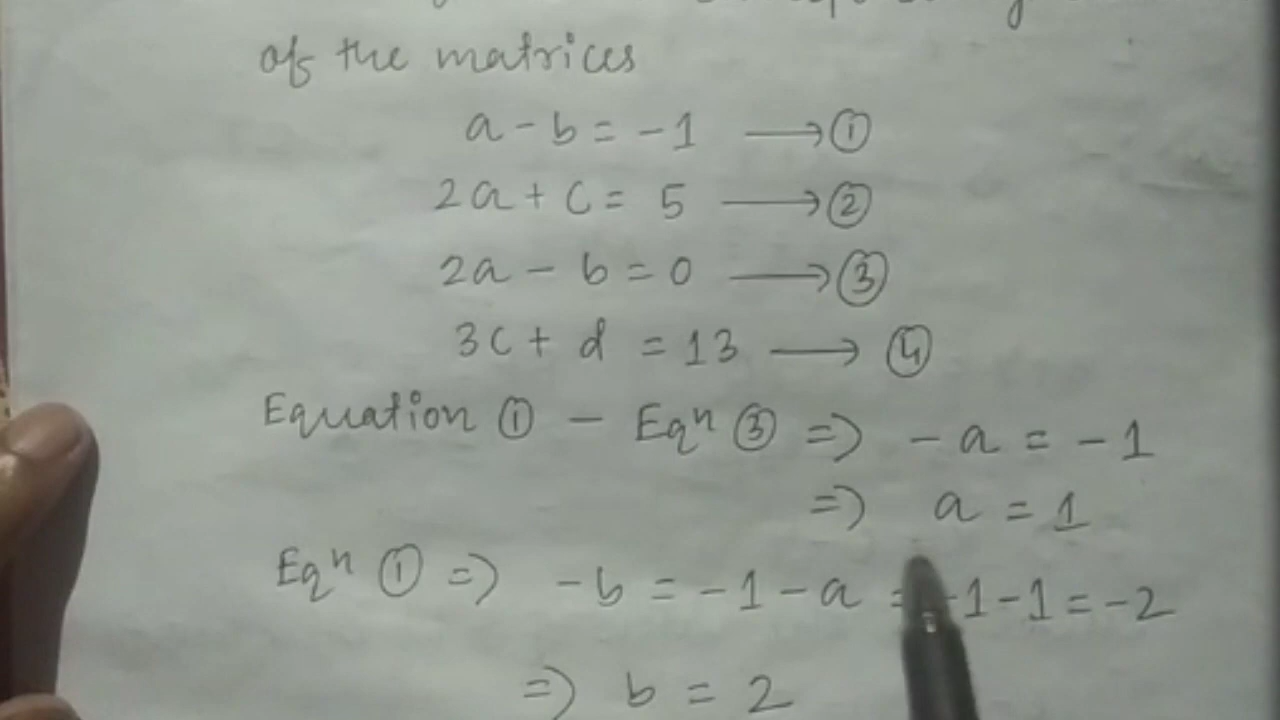 of the matrices
a - b = -1 ⟶ ①
2a + c = 5 ⟶ ②
2a - b = 0 ⟶ ③
3c + d = 13 ⟶ ④
Equation ① - Eqⁿ ③ => - a = -1
=> a = 1
Eqⁿ ① => -b = -1 - a = -1 -1 = -2
=> b = 2